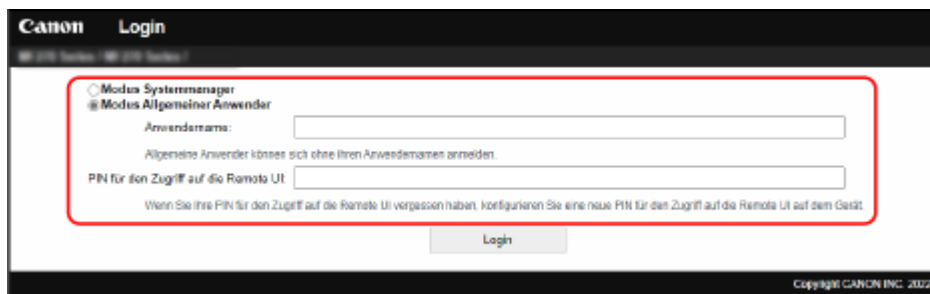 Canon Login
Modus Systemmanager
Modus Allgemeiner Anwender
Anwendername:
Allgemeine Anwender können sich ohne ihren Anwendernamen anmelden.
PIN für den Zugriff auf die Remote UI:
Wenn Sie Ihre PIN für den Zugriff auf die Remote UI vergessen haben, konfigurieren Sie eine neue PIN für den Zugriff auf die Remote UI auf dem Gerät.
Login
Copyright CANON INC. 2022